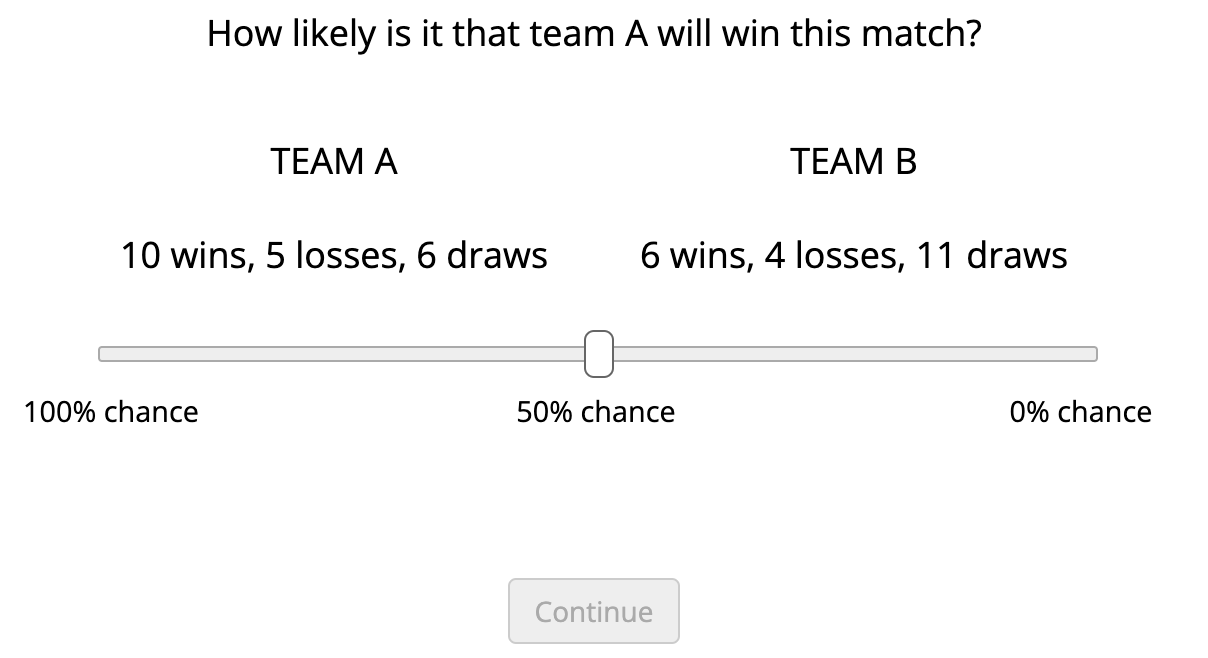 How likely is it that team A will win this match?
TEAM A TEAM B
10 wins, 5 losses, 6 draws 6 wins, 4 losses, 11 draws
100% chance 50% chance 0% chance
Continue